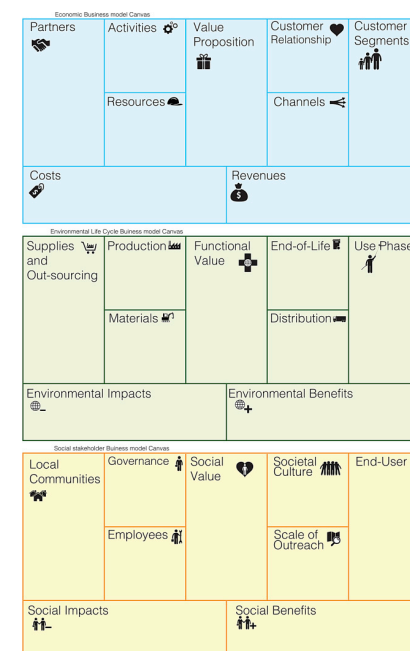 Economic Business model Canvas
Partners
Activities
Value
Proposition
Customer
Relationship
Customer
Segments
Resources
Channels
Costs
Revenues
Environmental Life Cycle Buiness model Canvas
Supplies
and
Out-sourcing
Production
Functional
Value
End-of-Life
Use Phase
Materials
Distribution
Environmental Impacts
Environmental Benefits
Social stakeholder Buiness model Canvas
Local
Communities
Governance
Social
Value
Societal
Culture
End-User
Employees
Scale of
Outreach
Social Impacts
Social Benefits